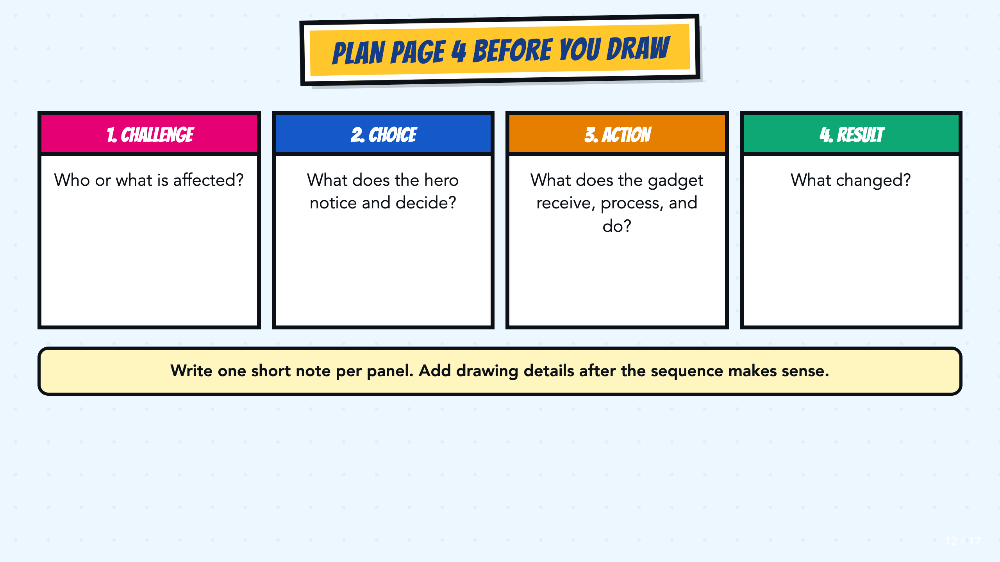 PLAN PAGE 4 BEFORE YOU DRAW
1. CHALLENGE
Who or what is affected?
2. CHOICE
What does the hero
notice and decide?
3. ACTION
What does the gadget
receive, process, and
do?
4. RESULT
What changed?
Write one short note per panel. Add drawing details after the sequence makes sense.
12 / 17